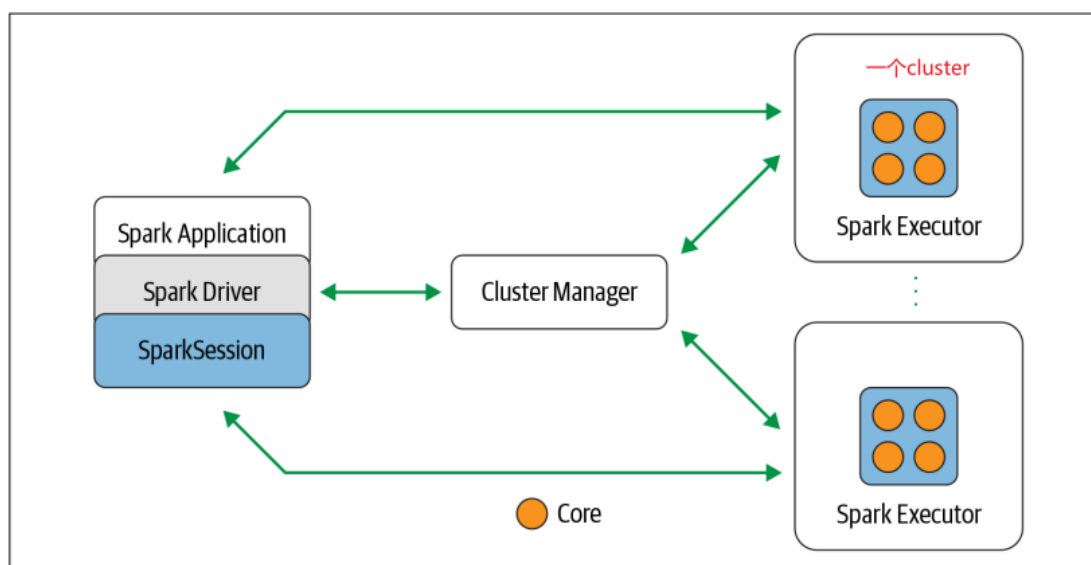 一个cluster
Spark Executor
Spark Application
Spark Driver
SparkSession
Cluster Manager
Spark Executor
Core